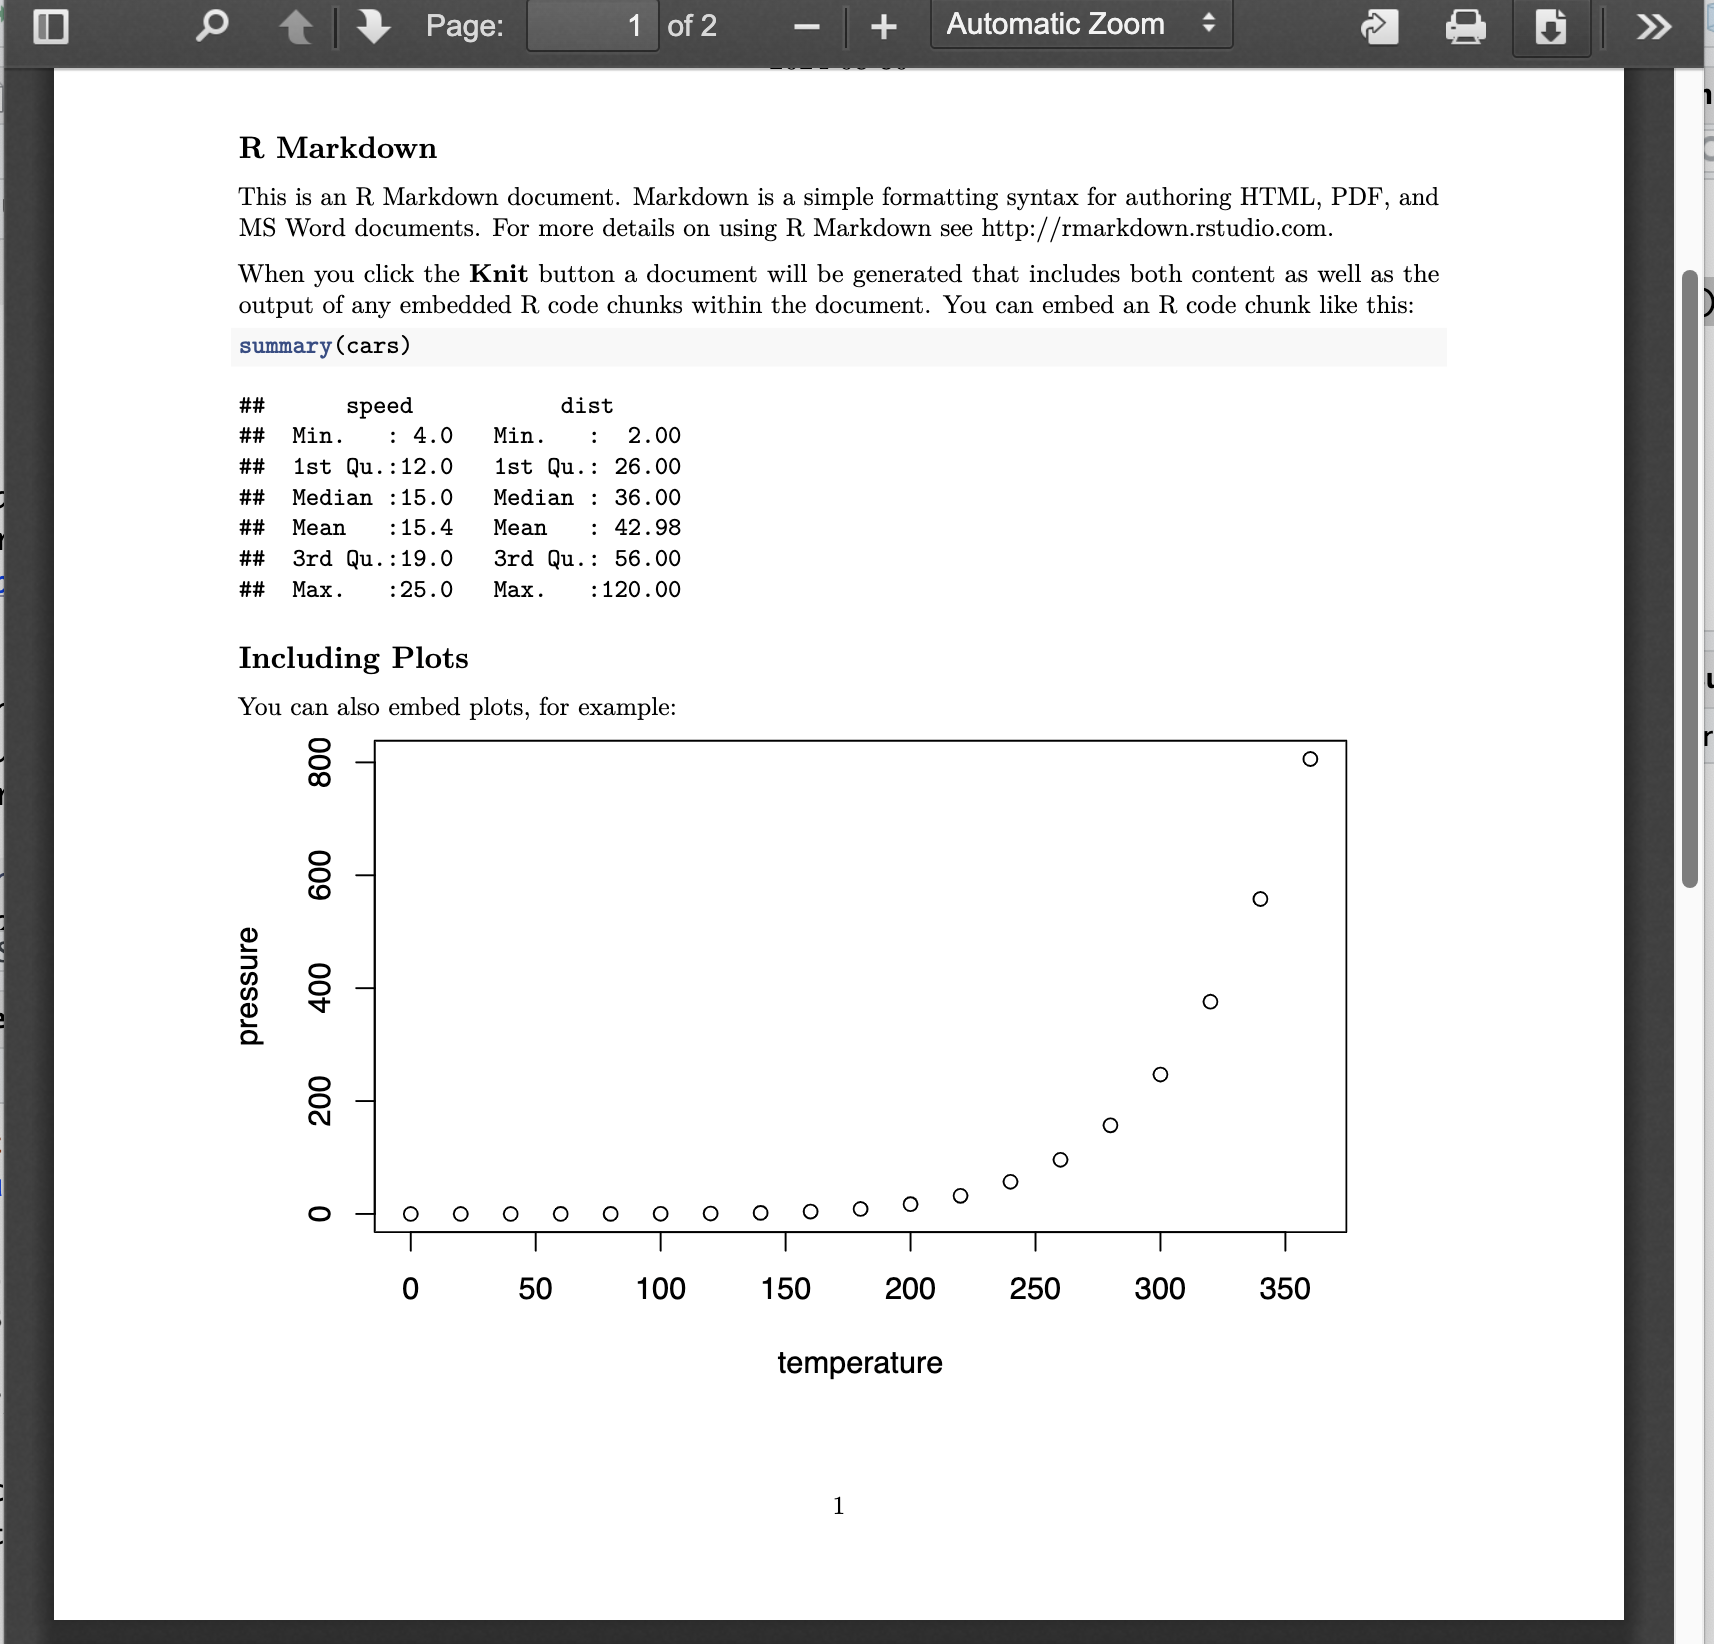 Page: 1 of 2 Automatic Zoom
R Markdown
This is an R Markdown document. Markdown is a simple formatting syntax for authoring HTML, PDF, and
MS Word documents. For more details on using R Markdown see http://rmarkdown.rstudio.com.
When you click the Knit button a document will be generated that includes both content as well as the
output of any embedded R code chunks within the document. You can embed an R code chunk like this:
summary(cars)
##      speed           dist
##  Min.   : 4.0   Min.   :  2.00
##  1st Qu.:12.0   1st Qu.: 26.00
##  Median :15.0   Median : 36.00
##  Mean   :15.4   Mean   : 42.98
##  3rd Qu.:19.0   3rd Qu.: 56.00
##  Max.   :25.0   Max.   :120.00
Including Plots
You can also embed plots, for example:
800
600
400
200
0
pressure
0 50 100 150 200 250 300 350
temperature
1